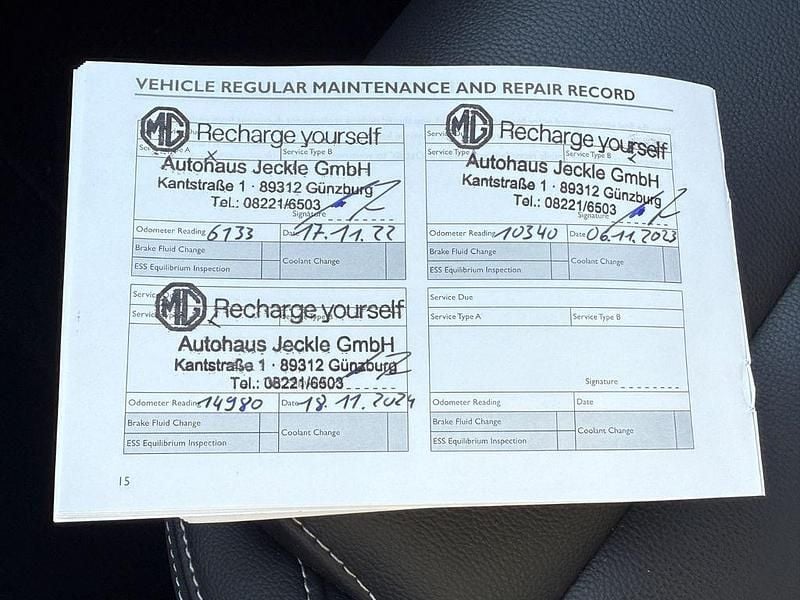 VEHICLE REGULAR MAINTENANCE AND REPAIR RECORD
MG Recharge yourself
Service Type B
Autohaus Jeckle GmbH
Kantstraße 1 · 89312 Günzburg
Tel.: 08221/6503
Signature
Odometer Reading 6133 Date 17.11.22
Brake Fluid Change
Coolant Change
ESS Equilibrium Inspection
MG Recharge yourself
Service Type B
Autohaus Jeckle GmbH
Kantstraße 1 · 89312 Günzburg
Tel.: 08221/6503
Signature
Odometer Reading 10340 Date 06.11.2023
Brake Fluid Change
Coolant Change
ESS Equilibrium Inspection
MG Recharge yourself
Autohaus Jeckle GmbH
Kantstraße 1 · 89312 Günzburg
Tel.: 08221/6503
Odometer Reading 14980 Date 18.11.2024
Brake Fluid Change
Coolant Change
ESS Equilibrium Inspection
Service Due
Service Type A Service Type B
Signature
Odometer Reading Date
Brake Fluid Change
Coolant Change
ESS Equilibrium Inspection
15